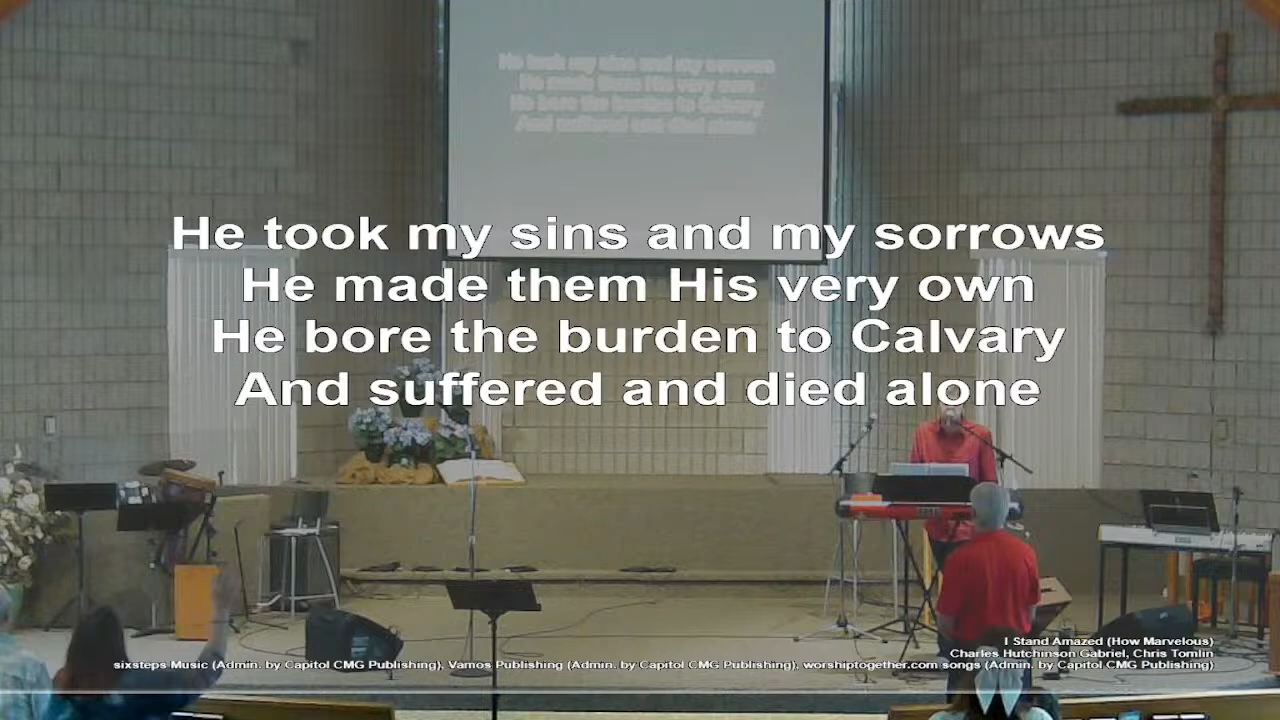 He took my sins and my sorrows
He made them His very own
He bore the burden to Calvary
And suffered and died alone
He took my sins and my sorrows
He made them His very own
He bore the burden to Calvary
And suffered and died alone
I Stand Amazed (How Marvelous)
Charles Hutchinson Gabriel, Chris Tomlin
sixsteps Music (Admin. by Capitol CMG Publishing), Vamos Publishing (Admin. by Capitol CMG Publishing), worshiptogether.com songs (Admin. by Capitol CMG Publishing)